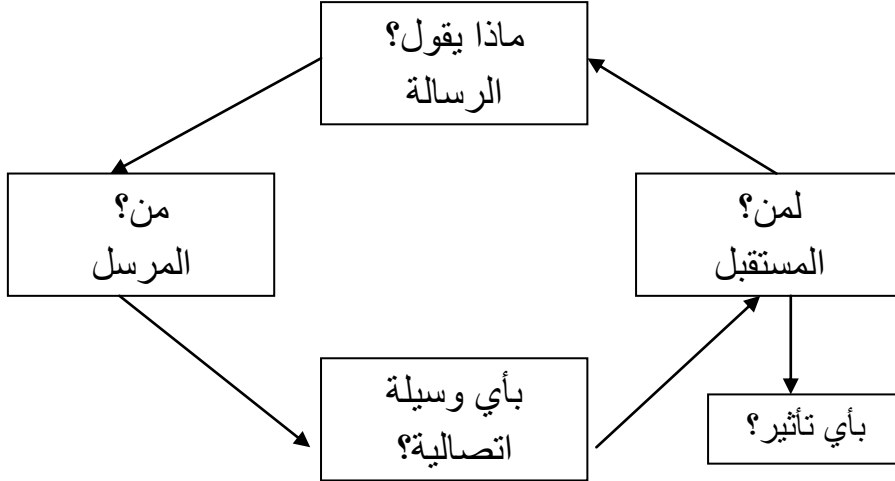 ماذا يقول؟
الرسالة
لمن؟
المستقبل
من؟
المرسل
بأي وسيلة
اتصالية؟
بأي تأثير؟